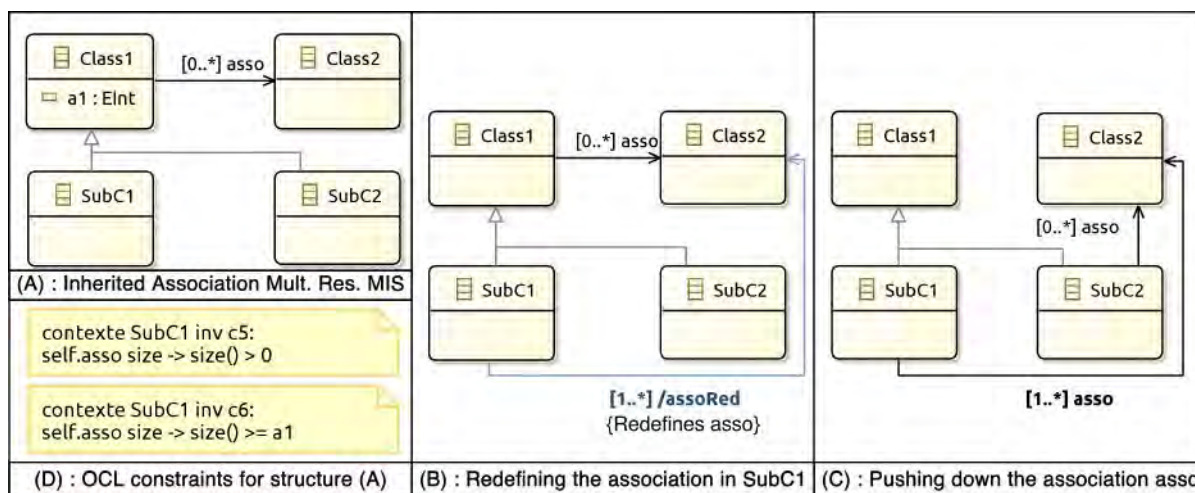 Class1
[0..*] asso
Class2
a1 : EInt
SubC1
SubC2
(A) : Inherited Association Mult. Res. MIS
contexte SubC1 inv c5:
self.asso size -> size() > 0
contexte SubC1 inv c6:
self.asso size -> size() >= a1
(D) : OCL constraints for structure (A)
Class1
[0..*] asso
Class2
SubC1
SubC2
[1..*] /assoRed
{Redefines asso}
(B) : Redefining the association in SubC1
Class1
Class2
[0..*] asso
SubC1
SubC2
[1..*] asso
(C) : Pushing down the association asso